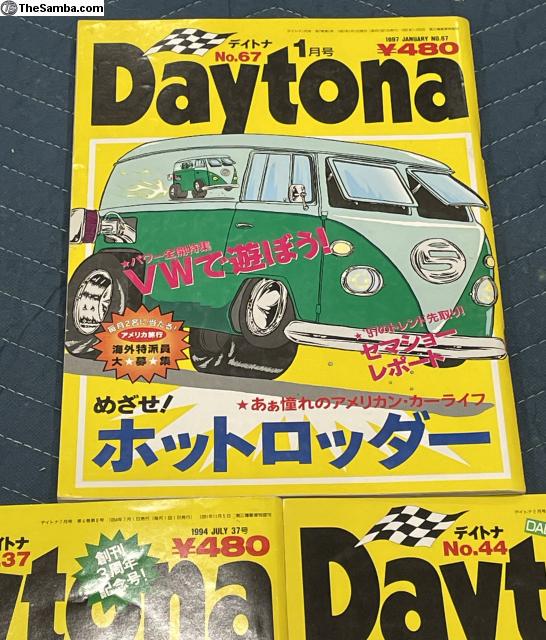 TheSamba.com
デイトナ
No.67
1月号
1997 JANUARY NO.67
¥480
Daytona
★パワー全開特集
VWで遊ぼう!
毎月2名に当たる!
アメリカ旅行
海外特派員
大★募★集
★'97のトレンド先取り!
セマショー
レポート
めざせ!
★あぁ憧れのアメリカン・カーライフ
ホットロッダー
イトナ
.37
創刊
3周年
記念号!
1994 JULY 37号
¥480
ytona
デイトナ
No.44
DAY
Dayt